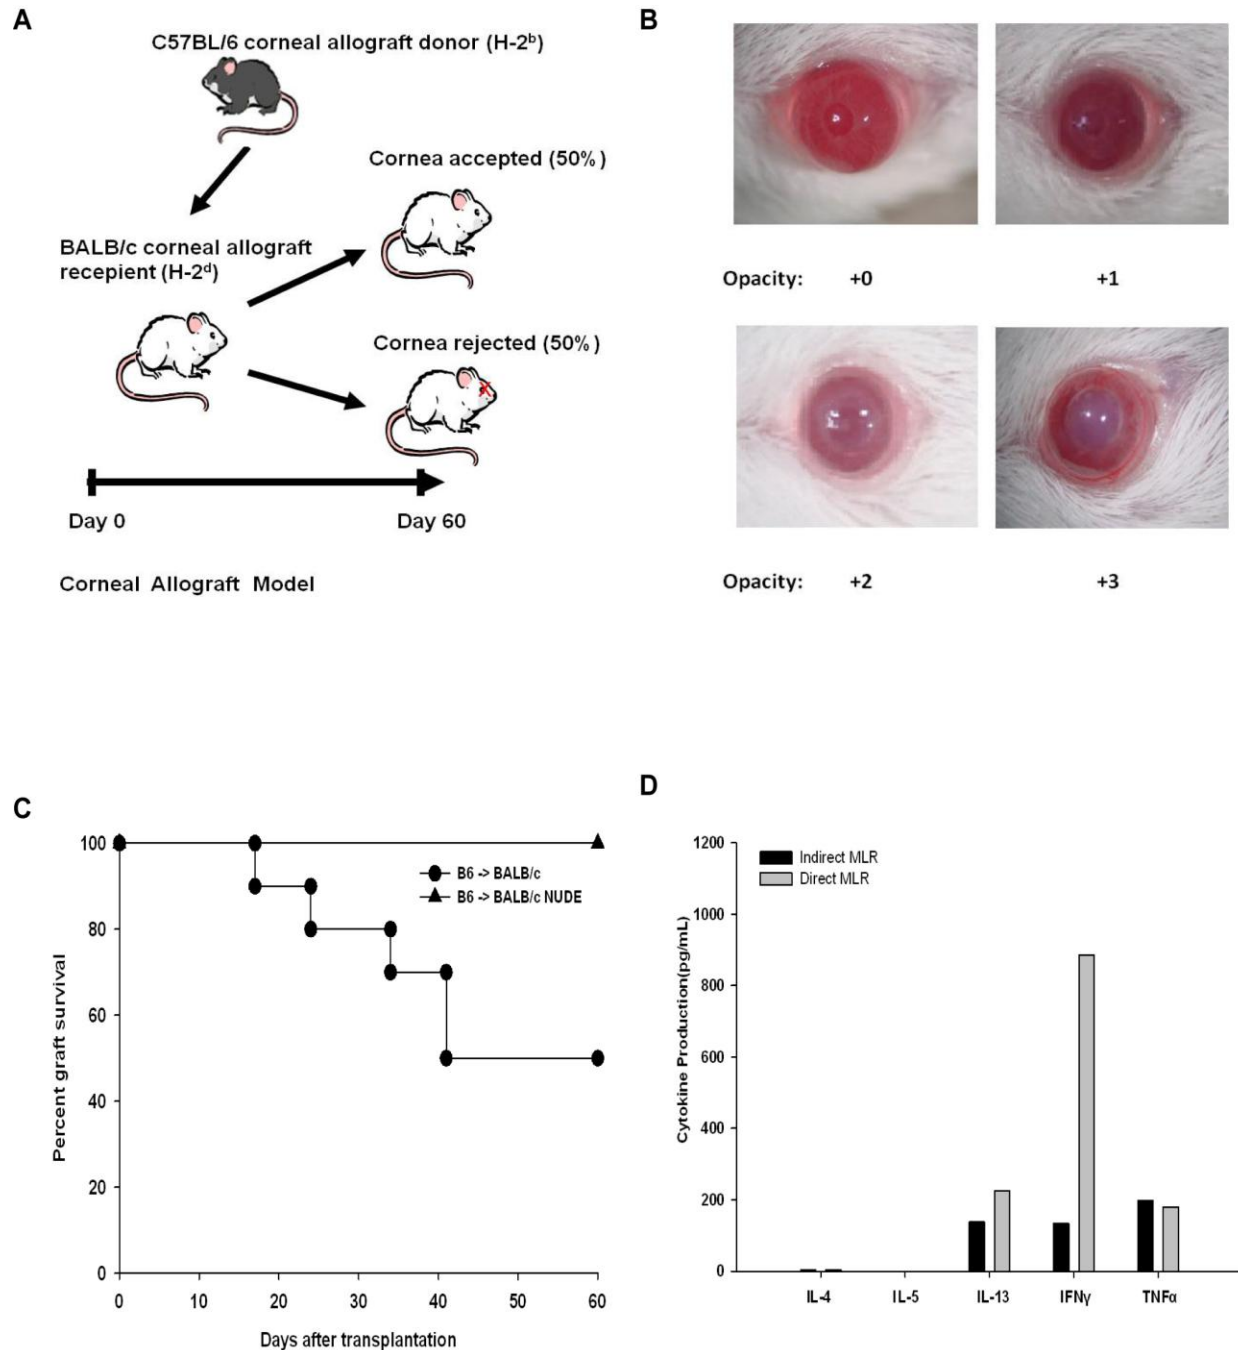 A
C57BL/6 corneal allograft donor (H-2ᵇ)
Cornea accepted (50%)
BALB/c corneal allograft
recepient (H-2ᵈ)
Cornea rejected (50%)
X
Day 0
Day 60
Corneal Allograft Model
B
Opacity: +0 +1
Opacity: +2 +3
C
Percent graft survival
100
80
60
40
20
0
B6 -> BALB/c
B6 -> BALB/c NUDE
0 10 20 30 40 50 60
Days after transplantation
D
Cytokine Production(pg/mL)
1200
1000
800
600
400
200
0
Indirect MLR
Direct MLR
IL-4 IL-5 IL-13 IFNγ TNFα